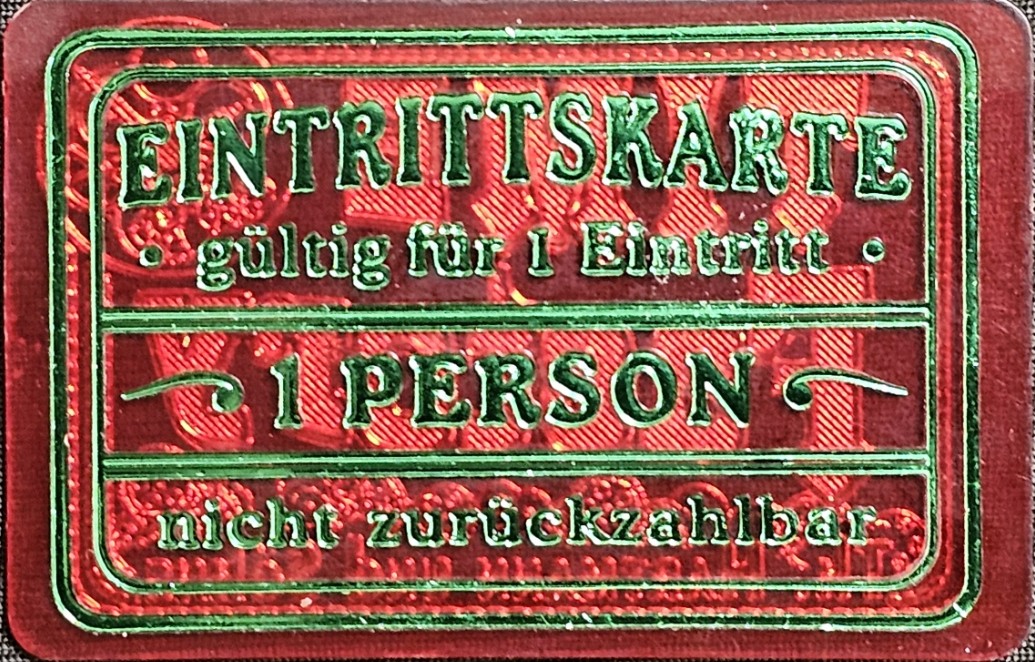 EINTRITTSKARTE
· gültig für 1 Eintritt ·
1 PERSON
nicht zurückzahlbar